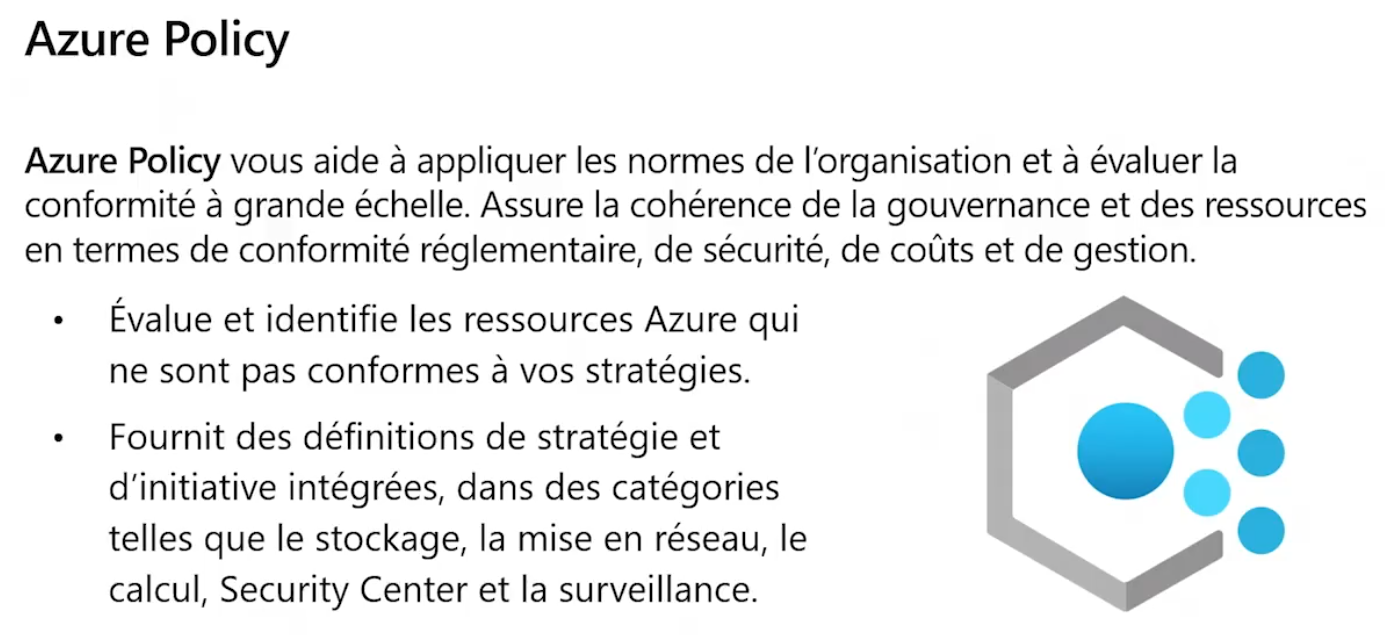 Azure Policy
Azure Policy vous aide à appliquer les normes de l’organisation et à évaluer la
conformité à grande échelle. Assure la cohérence de la gouvernance et des ressources
en termes de conformité réglementaire, de sécurité, de coûts et de gestion.
• Évalue et identifie les ressources Azure qui
ne sont pas conformes à vos stratégies.
• Fournit des définitions de stratégie et
d’initiative intégrées, dans des catégories
telles que le stockage, la mise en réseau, le
calcul, Security Center et la surveillance.